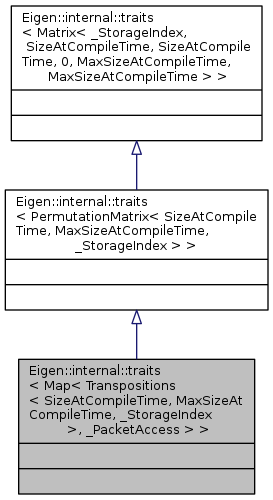 Eigen::internal::traits
< Matrix< _StorageIndex,
SizeAtCompileTime, SizeAtCompile
Time, 0, MaxSizeAtCompileTime,
MaxSizeAtCompileTime > >
Eigen::internal::traits
< PermutationMatrix< SizeAtCompile
Time, MaxSizeAtCompileTime,
_StorageIndex > >
Eigen::internal::traits
< Map< Transpositions
< SizeAtCompileTime, MaxSizeAt
CompileTime, _StorageIndex
>, _PacketAccess > >